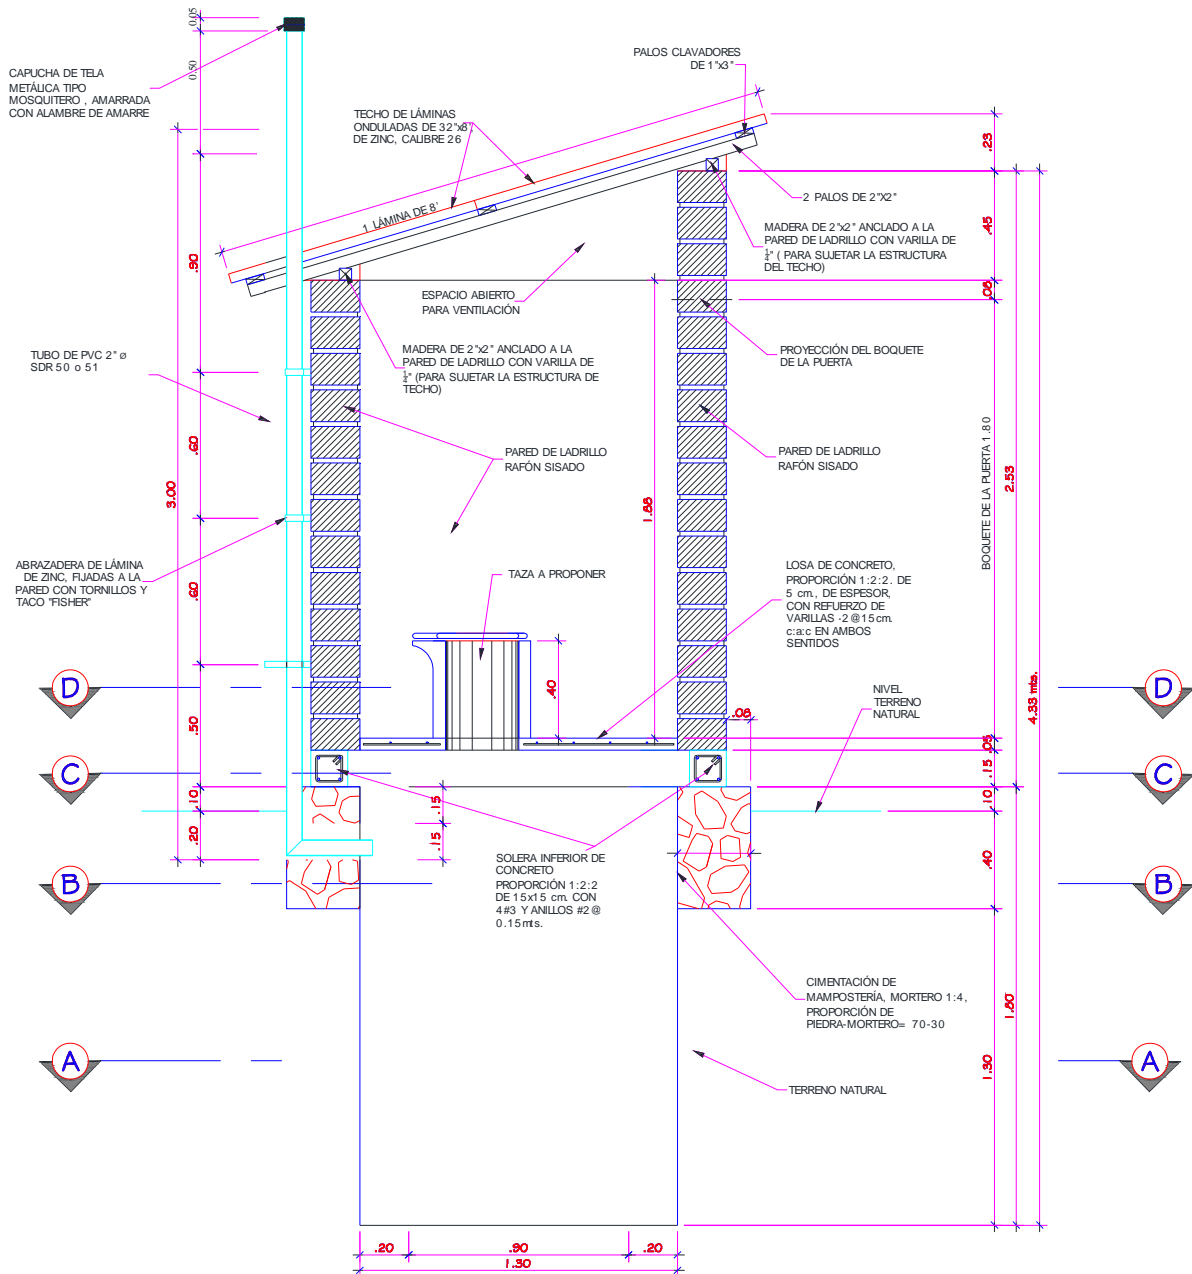 0.05
0.50
CAPUCHA DE TELA
METÁLICA TIPO
MOSQUITERO , AMARRADA
CON ALAMBRE DE AMARRE
PALOS CLAVADORES
DE 1"x3"
TECHO DE LÁMINAS
ONDULADAS DE 32"x8'
DE ZINC, CALIBRE 26
1 LÁMINA DE 8'
.23
2 PALOS DE 2"X2"
.45
MADERA DE 2"x2" ANCLADO A LA
PARED DE LADRILLO CON VARILLA DE
1/4" ( PARA SUJETAR LA ESTRUCTURA
DEL TECHO)
.90
ESPACIO ABIERTO
PARA VENTILACIÓN
.08
TUBO DE PVC 2" ø
SDR 50 o 51
MADERA DE 2"x2" ANCLADO A LA
PARED DE LADRILLO CON VARILLA DE
1/4" (PARA SUJETAR LA ESTRUCTURA DE
TECHO)
PROYECCIÓN DEL BOQUETE
DE LA PUERTA
.60
3.00
PARED DE LADRILLO
RAFÓN SISADO
PARED DE LADRILLO
RAFÓN SISADO
1.68
BOQUETE DE LA PUERTA 1.80
2.53
ABRAZADERA DE LÁMINA
DE ZINC, FIJADAS A LA
PARED CON TORNILLOS Y
TACO "FISHER"
.60
TAZA A PROPONER
LOSA DE CONCRETO,
PROPORCIÓN 1:2:2. DE
5 cm., DE ESPESOR,
CON REFUERZO DE
VARILLAS -2 @15cm.
c:a:c EN AMBOS
SENTIDOS
.40
NIVEL
TERRENO
NATURAL
4.33 mts.
D
D
.50
.08
.05
C
C
.15
.10
.15
.10
.20
.15
.40
B
B
SOLERA INFERIOR DE
CONCRETO
PROPORCIÓN 1:2:2
DE 15x15 cm. CON
4#3 Y ANILLOS #2 @
0.15mts.
CIMENTACIÓN DE
MAMPOSTERÍA, MORTERO 1:4,
PROPORCIÓN DE
PIEDRA-MORTERO= 70-30
1.80
1.30
A
A
TERRENO NATURAL
.20
.90
.20
1.30